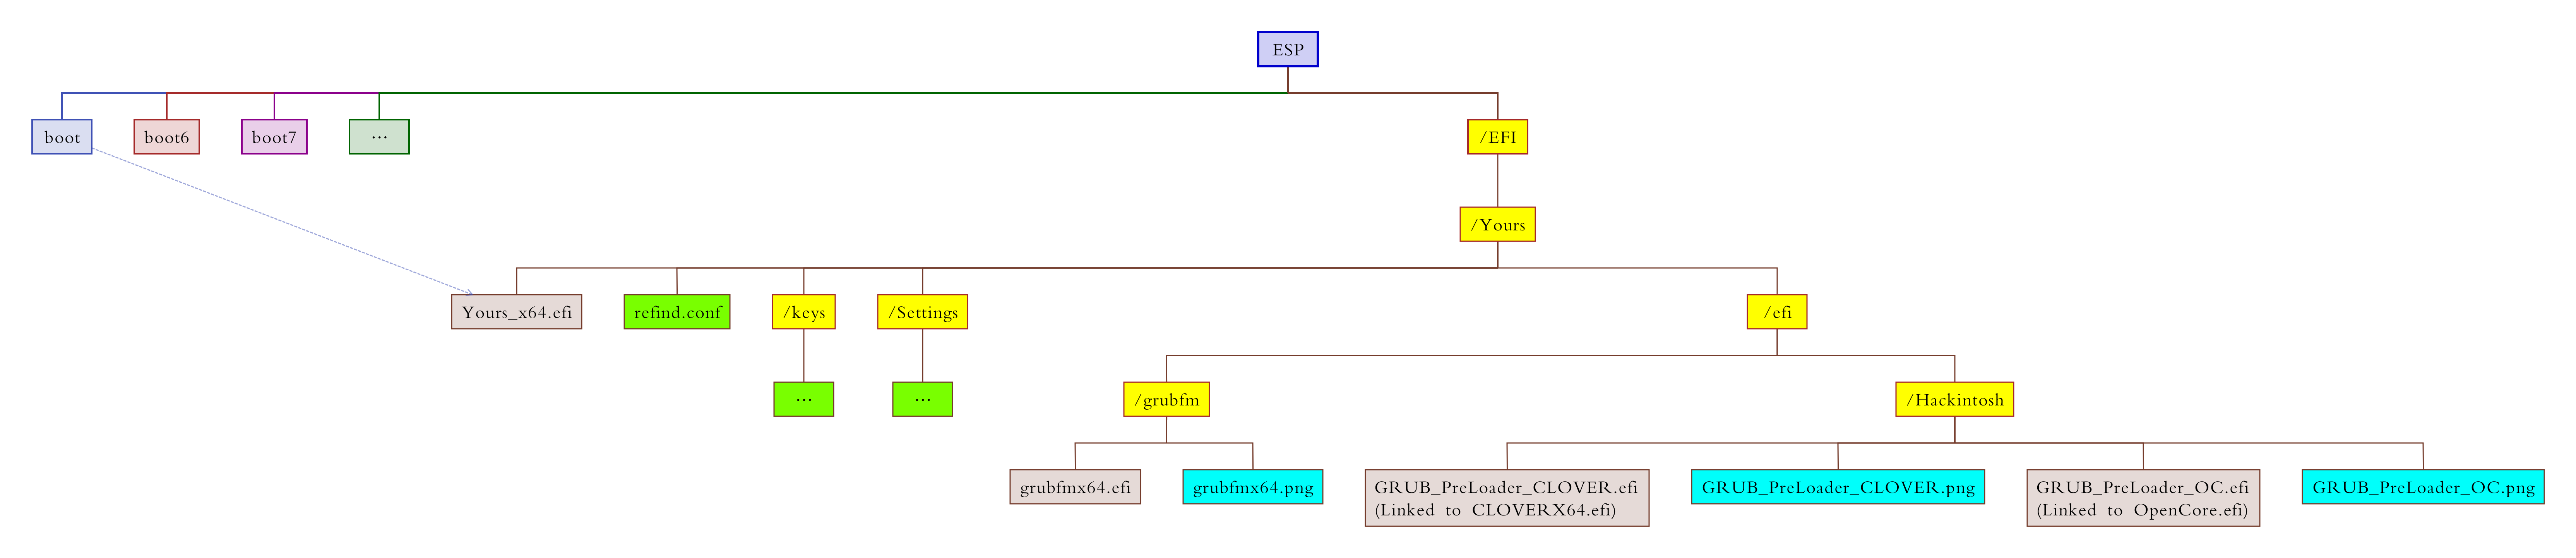 ESP
boot
boot6
boot7
...
/EFI
/Yours
Yours_x64.efi
refind.conf
/keys
/Settings
/efi
...
...
/grubfm
/Hackintosh
grubfmx64.efi
grubfmx64.png
GRUB_PreLoader_CLOVER.efi
(Linked to CLOVERX64.efi)
GRUB_PreLoader_CLOVER.png
GRUB_PreLoader_OC.efi
(Linked to OpenCore.efi)
GRUB_PreLoader_OC.png